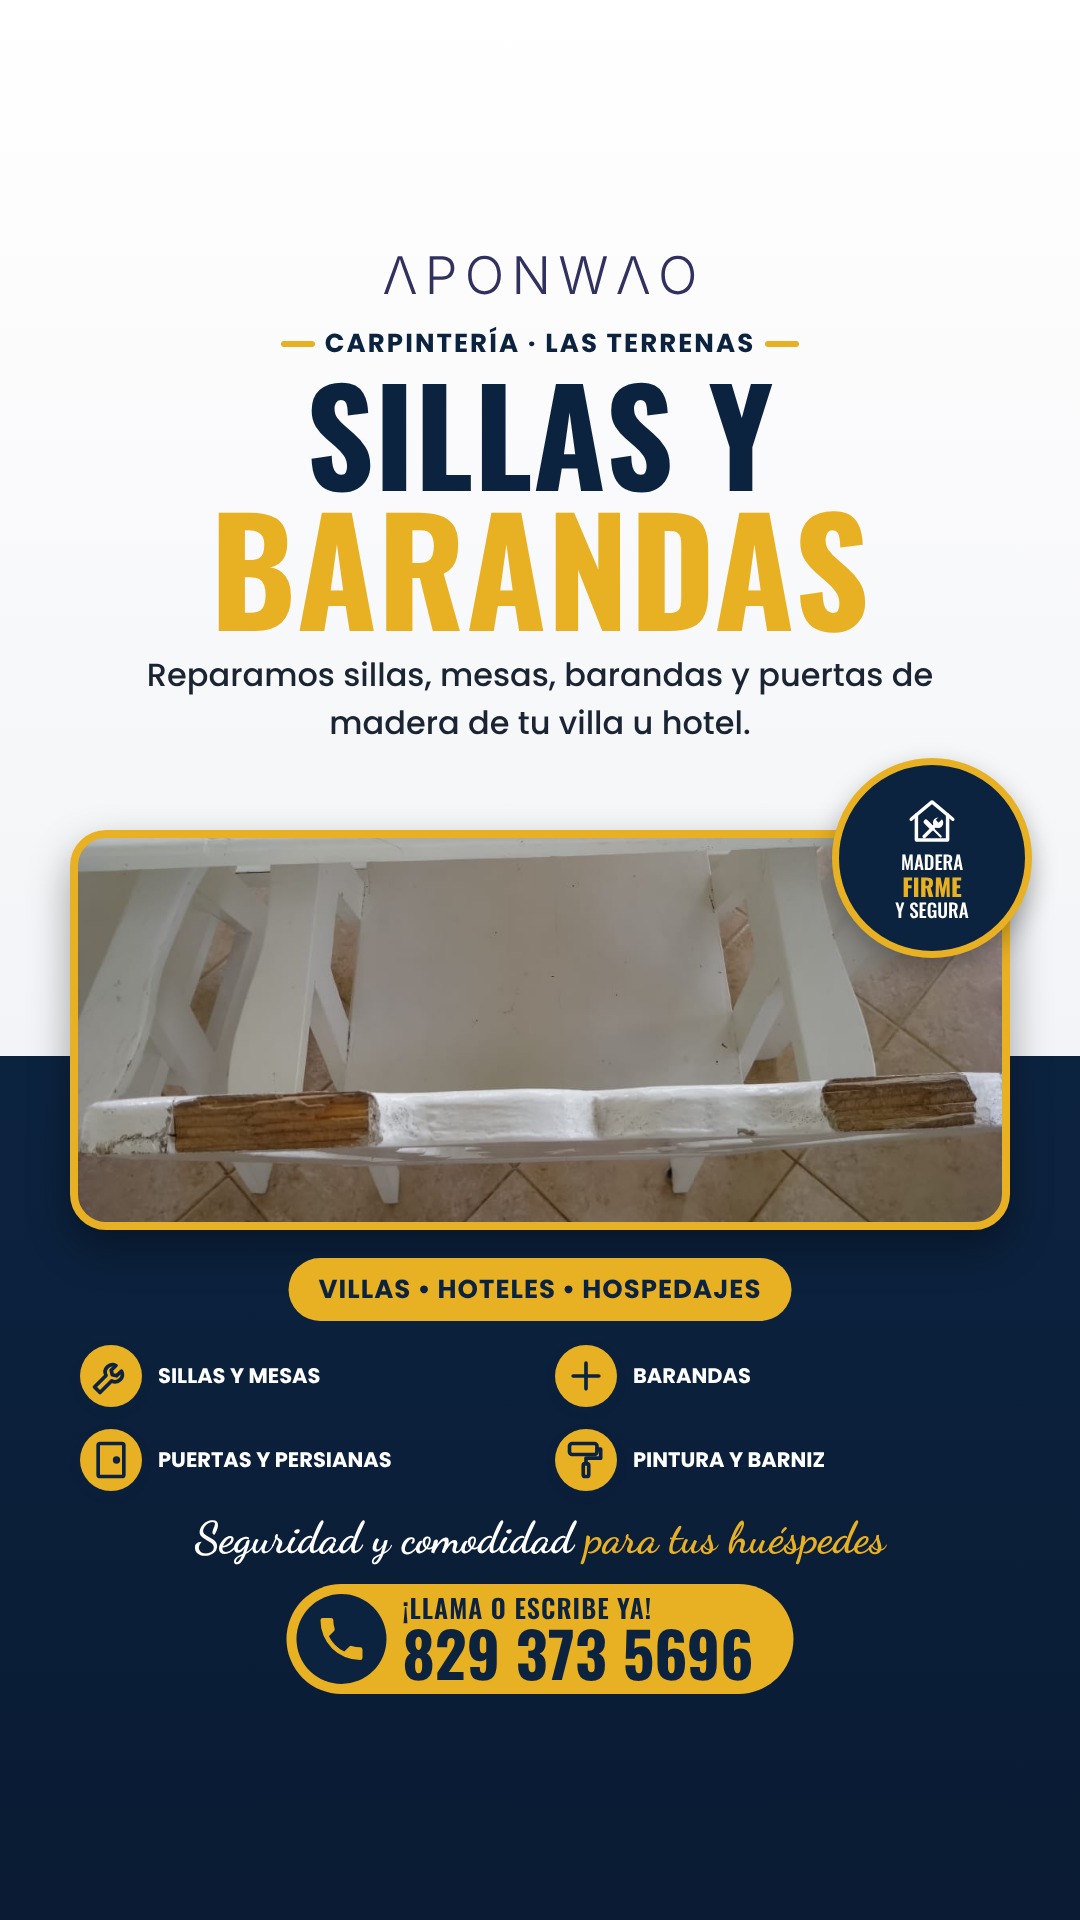 APONWAO
CARPINTERÍA · LAS TERRENAS
SILLAS Y
BARANDAS
Reparamos sillas, mesas, barandas y puertas de
madera de tu villa u hotel.
MADERA
FIRME
Y SEGURA
VILLAS • HOTELES • HOSPEDAJES
SILLAS Y MESAS
BARANDAS
PUERTAS Y PERSIANAS
PINTURA Y BARNIZ
Seguridad y comodidad para tus huéspedes
¡LLAMA O ESCRIBE YA!
829 373 5696